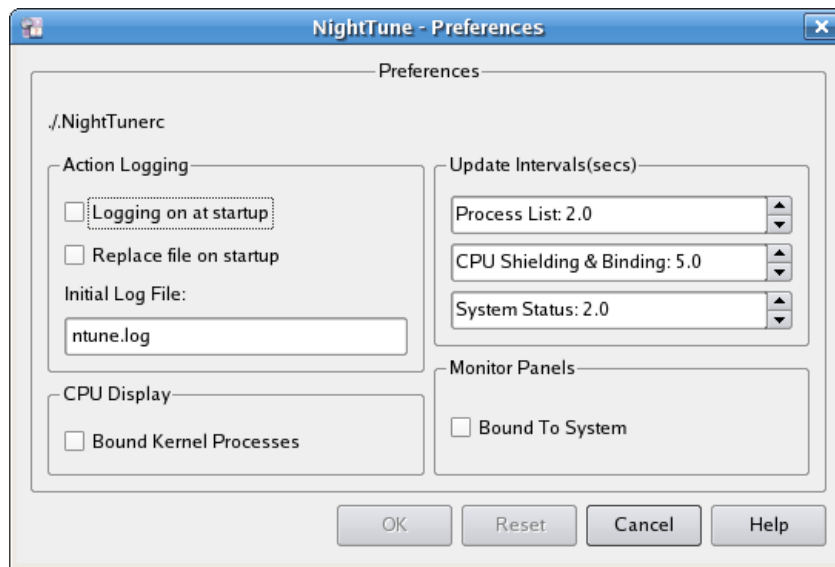 NightTune - Preferences
Preferences
./.NightTunerc
Action Logging
Logging on at startup
Replace file on startup
Initial Log File:
ntune.log
CPU Display
Bound Kernel Processes
Update Intervals(secs)
Process List: 2.0
CPU Shielding & Binding: 5.0
System Status: 2.0
Monitor Panels
Bound To System
OK
Reset
Cancel
Help